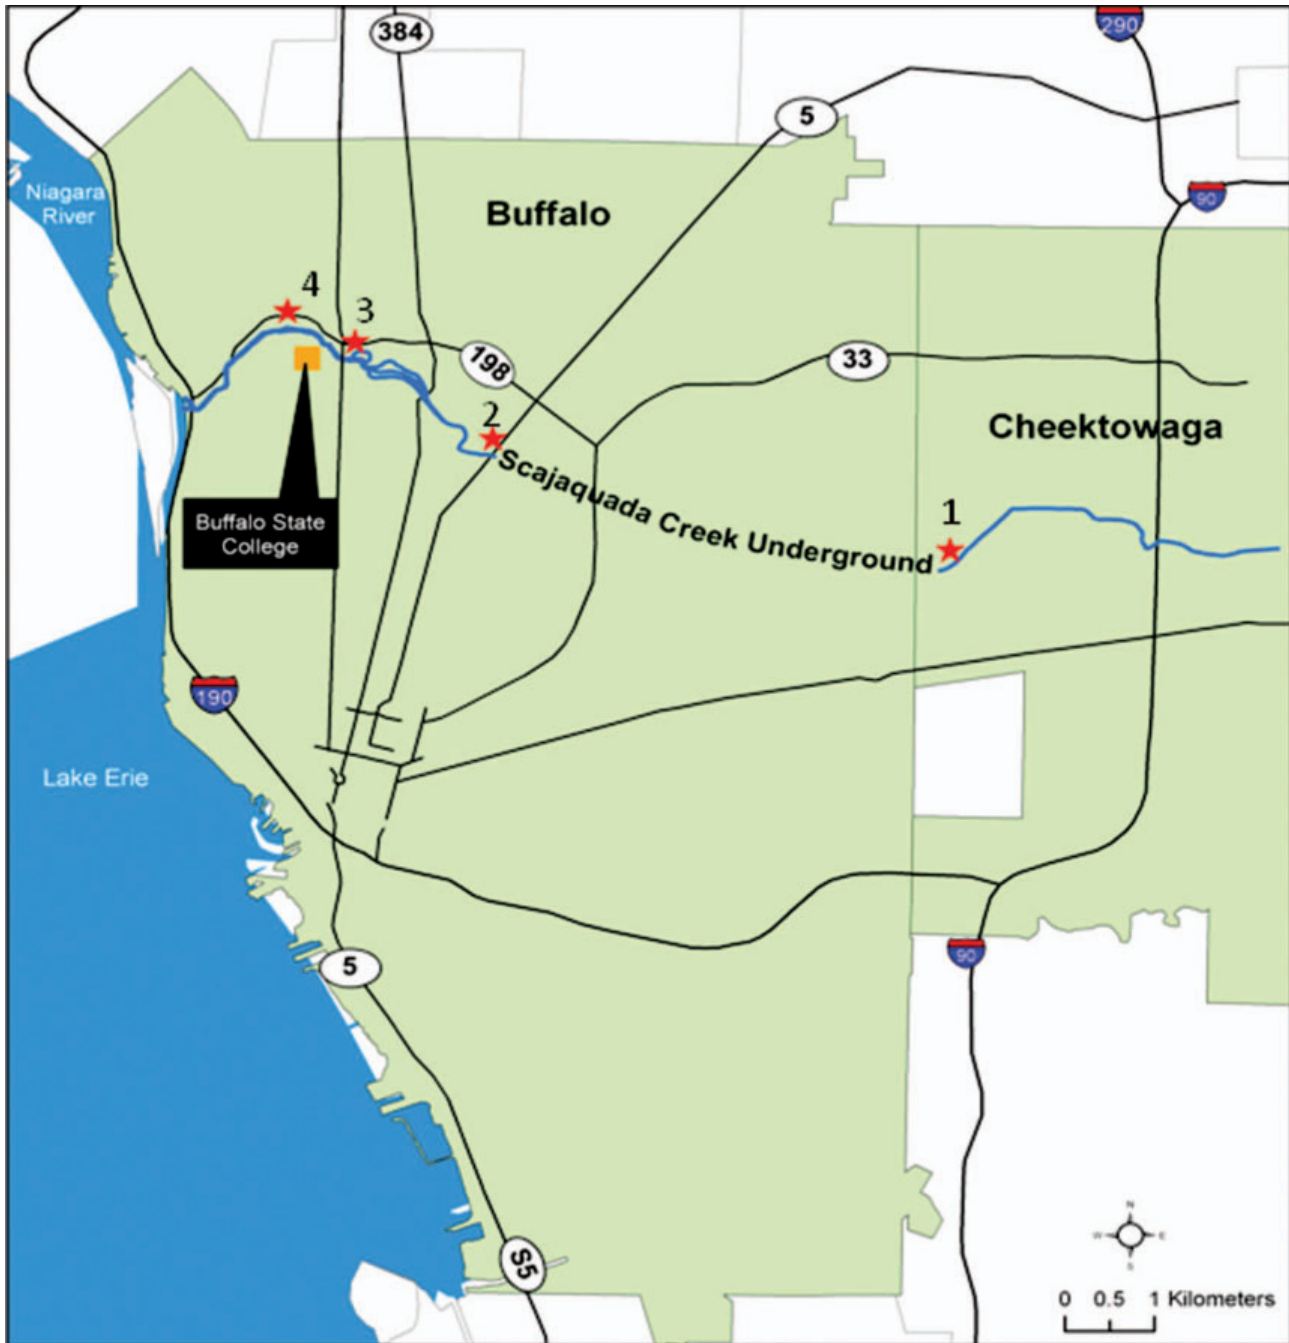 384
290
5
90
Niagara
River
Buffalo
4
3
198
33
2
Cheektowaga
Scajaquada Creek Underground
1
Buffalo State
College
190
Lake Erie
90
5
N
W E
S
S5
0 0.5 1 Kilometers